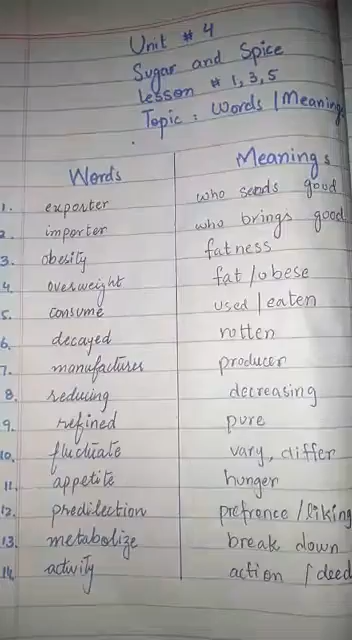 Unit # 4
Sugar and Spice
Lesson # 1, 3, 5
Topic : Words / Meaning
Words Meanings
1. exporter who sends good
2. importer who brings good
3. obesity fatness
4. overweight fat / obese
5. consume used / eaten
6. decayed rotten
7. manufactures producer
8. reducing decreasing
9. refined pure
10. fluctuate vary, differ
11. appetite hunger
12. predilection prefrence / liking
13. metabolize break down
14. activity action / deed